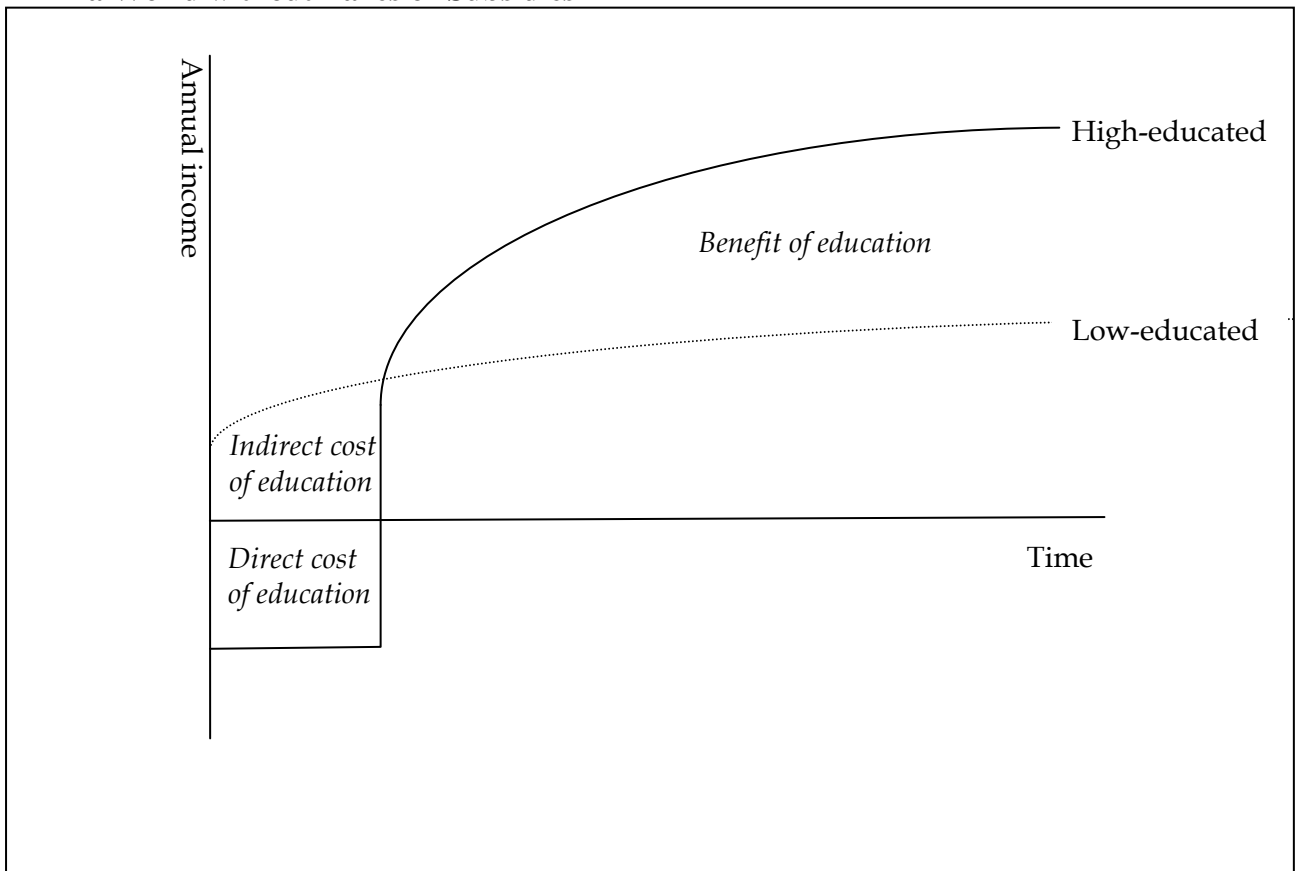 Annual income
High-educated
Benefit of education
Low-educated
Indirect cost
of education
Direct cost
of education
Time